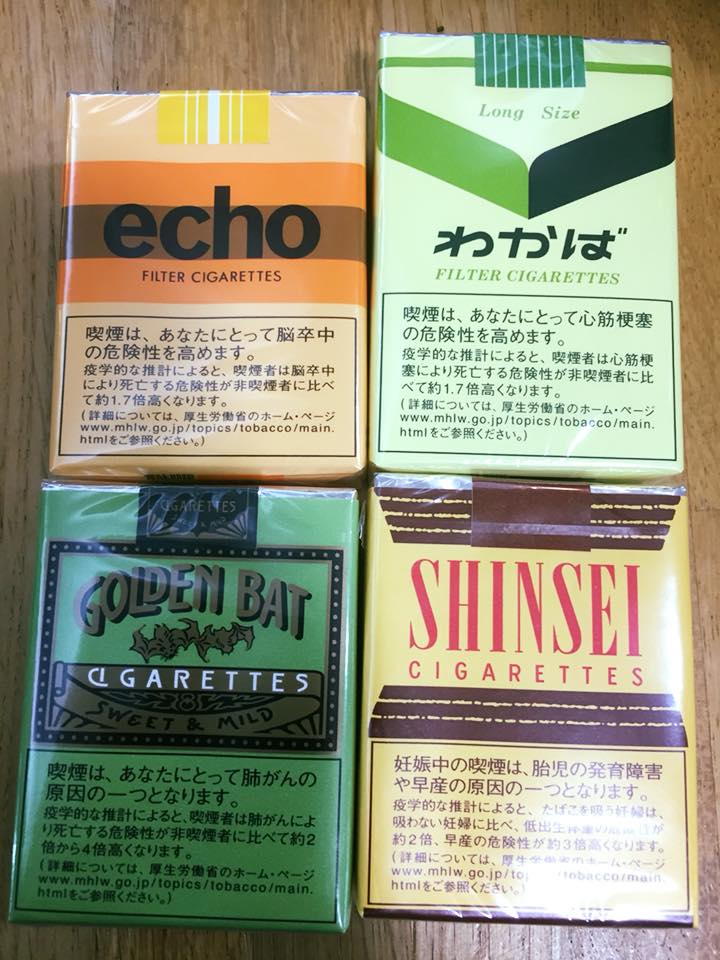 echo
FILTER CIGARETTES
喫煙は、あなたにとって脳卒中
の危険性を高めます。
疫学的な推計によると、喫煙者は脳卒中
により死亡する危険性が非喫煙者に比べ
て約1.7倍高くなります。
(詳細については、厚生労働省のホーム・ページ
www.mhlw.go.jp/topics/tobacco/main.
htmlをご参照ください。)
Long Size
わかば
FILTER CIGARETTES
喫煙は、あなたにとって心筋梗塞
の危険性を高めます。
疫学的な推計によると、喫煙者は心筋梗
塞により死亡する危険性が非喫煙者に比
べて約1.7倍高くなります。
(詳細については、厚生労働省のホーム・ページ
www.mhlw.go.jp/topics/tobacco/main.
htmlをご参照ください。)
CIGARETTES
GOLDEN BAT
CIGARETTES
SWEET & MILD
喫煙は、あなたにとって肺がんの
原因の一つとなります。
疫学的な推計によると、喫煙者は肺がんによ
り死亡する危険性が非喫煙者に比べて約2
倍から4倍高くなります。
(詳細については、厚生労働省のホーム・ページ
www.mhlw.go.jp/topics/tobacco/main.
htmlをご参照ください。)
SHINSEI
CIGARETTES
妊娠中の喫煙は、胎児の発育障害
や早産の原因の一つとなります。
疫学的な推計によると、たばこを吸う妊婦は、
吸わない妊婦に比べ、低出生体重の危険性が
約2倍、早産の危険性が約3倍高くなります。
(詳細については、厚生労働省のホーム・ページ
www.mhlw.go.jp/topics/tobacco/main.
htmlをご参照ください。)